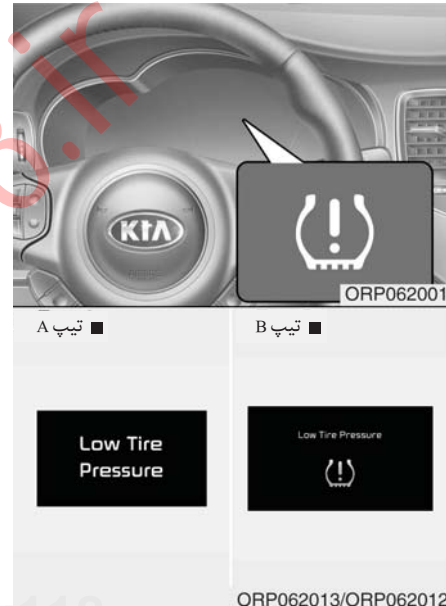 KIA
ORP062001
■ تیپ A
■ تیپ B
Low Tire
Pressure
Low Tire Pressure
ORP062013/ORP062012